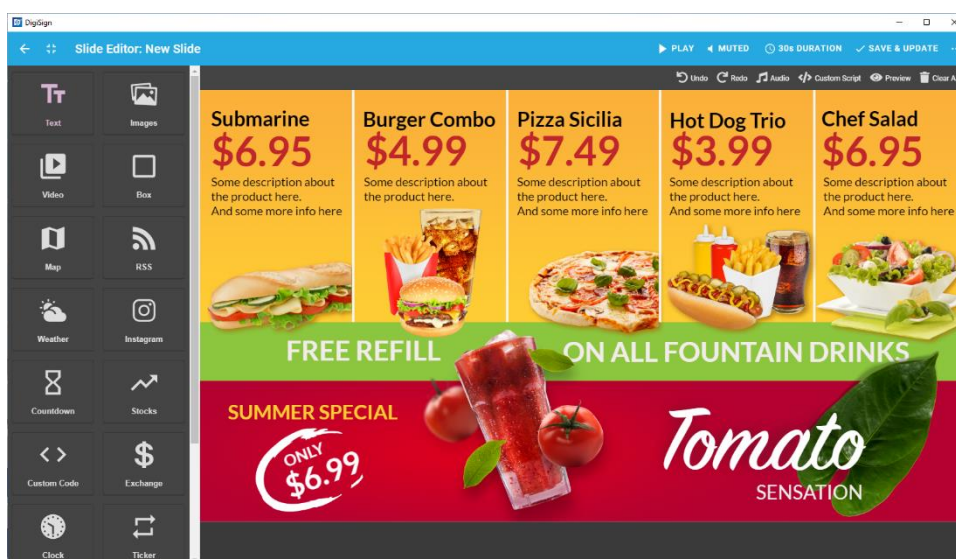 DigiSign
Slide Editor: New Slide
PLAY MUTED 30s DURATION SAVE & UPDATE
Undo Redo Audio Custom Script Preview Clear A
Text Images
Video Box
Map RSS
Weather Instagram
Countdown Stocks
Custom Code Exchange
Clock Ticker
Submarine
$6.95
Some description about
the product here.
And some more info here
Burger Combo
$4.99
Some description about
the product here.
Pizza Sicilia
$7.49
Some description about
the product here.
And some more info here
Hot Dog Trio
$3.99
Some description about
the product here.
And some more info here
Chef Salad
$6.95
Some description about
the product here.
And some more info here
FREE REFILL ON ALL FOUNTAIN DRINKS
SUMMER SPECIAL
ONLY
$6.99
Tomato
SENSATION